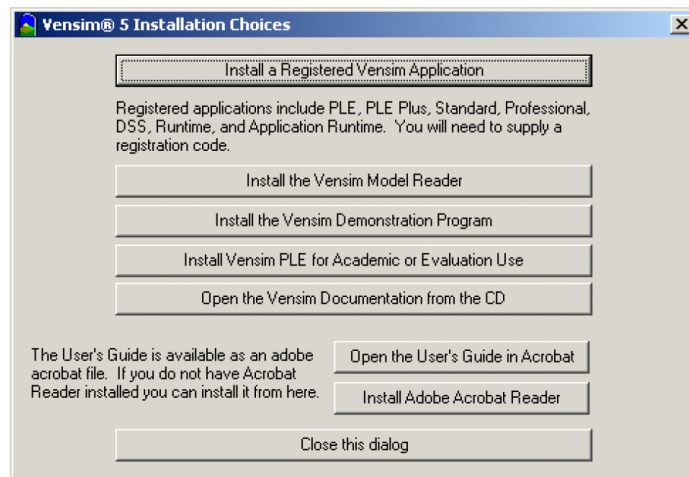 Vensim® 5 Installation Choices
Install a Registered Vensim Application
Registered applications include PLE, PLE Plus, Standard, Professional,
DSS, Runtime, and Application Runtime. You will need to supply a
registration code.
Install the Vensim Model Reader
Install the Vensim Demonstration Program
Install Vensim PLE for Academic or Evaluation Use
Open the Vensim Documentation from the CD
The User's Guide is available as an adobe
acrobat file. If you do not have Acrobat
Reader installed you can install it from here.
Open the User's Guide in Acrobat
Install Adobe Acrobat Reader
Close this dialog